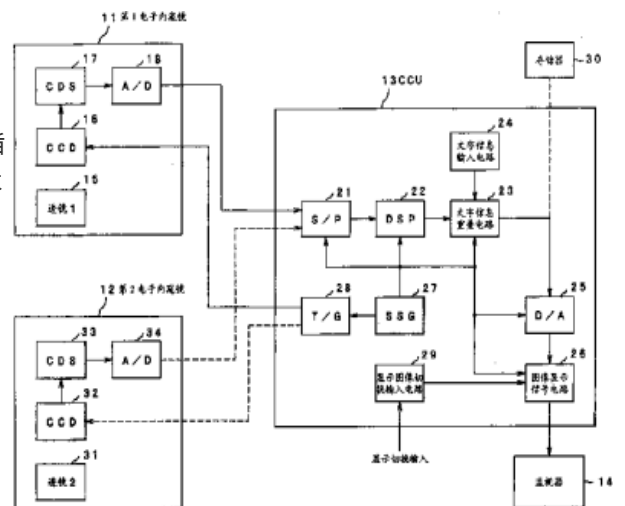 11 第1电子内窥镜
17
18
CDS
A/D
16
CCD
15
透镜1
12 第2电子内窥镜
33
34
CDS
A/D
32
CCD
31
透镜2
13CCU
24
文字信息
输入电路
21
22
23
S/P
DSP
文字信息
重叠电路
28
27
25
T/G
SSG
D/A
29
26
显示图像切
换输入电路
图像显示
信号电路
显示切换输入
存储器
30
监视器
14
插